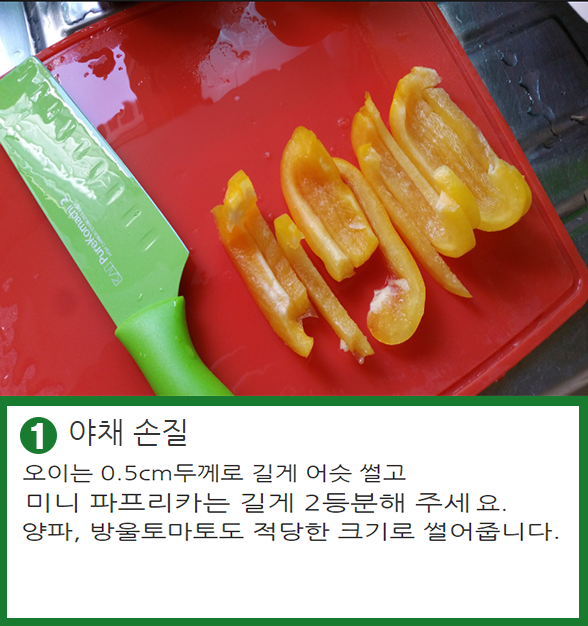 PureKomachi 2
1 야채 손질
오이는 0.5cm두께로 길게 어슷 썰고
미니 파프리카는 길게 2등분해 주세요.
양파, 방울토마토도 적당한 크기로 썰어줍니다.